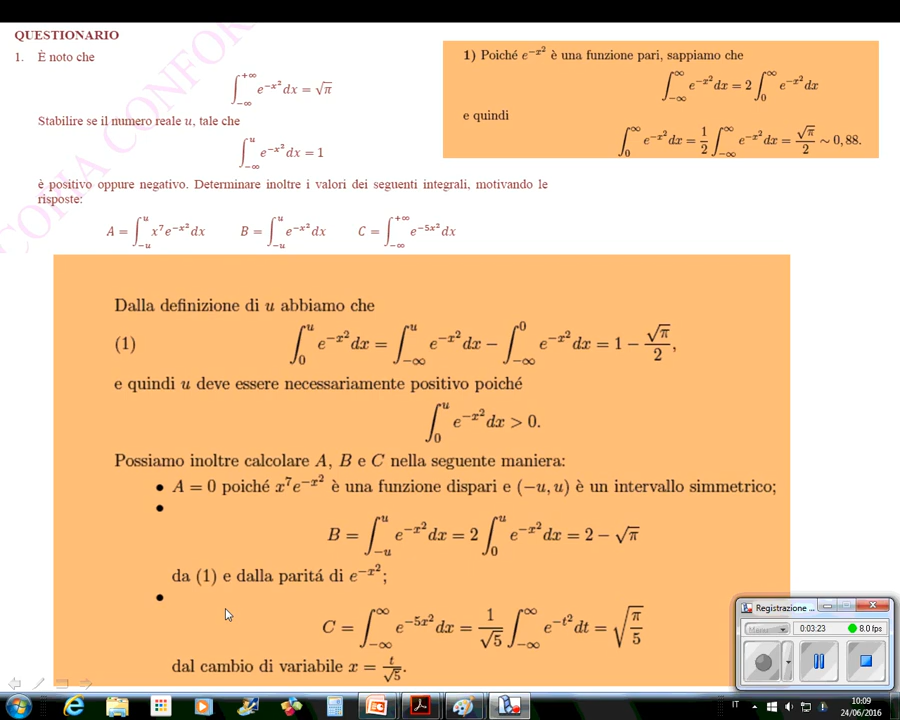 QUESTIONARIO
1. È noto che
∫_{-∞}^{+∞} e^{-x²} dx = √π
Stabilire se il numero reale u, tale che
∫_{-∞}^{u} e^{-x²} dx = 1
è positivo oppure negativo. Determinare inoltre i valori dei seguenti integrali, motivando le
risposte:
A = ∫_{-u}^{u} x⁷e^{-x²} dx B = ∫_{-u}^{u} e^{-x²} dx C = ∫_{-∞}^{+∞} e^{-5x²} dx
COPIA CONFOR
1) Poiché e^{-x²} è una funzione pari, sappiamo che
∫_{-∞}^{∞} e^{-x²} dx = 2 ∫_{0}^{∞} e^{-x²} dx
e quindi
∫_{0}^{∞} e^{-x²} dx = 1/2 ∫_{-∞}^{∞} e^{-x²} dx = √π/2 ~ 0,88.
Dalla definizione di u abbiamo che
(1) ∫_{0}^{u} e^{-x²} dx = ∫_{-∞}^{u} e^{-x²} dx - ∫_{-∞}^{0} e^{-x²} dx = 1 - √π/2,
e quindi u deve essere necessariamente positivo poiché
∫_{0}^{u} e^{-x²} dx > 0.
Possiamo inoltre calcolare A, B e C nella seguente maniera:
• A = 0 poiché x⁷e^{-x²} è una funzione dispari e (-u, u) è un intervallo simmetrico;
•
B = ∫_{-u}^{u} e^{-x²} dx = 2 ∫_{0}^{u} e^{-x²} dx = 2 - √π
da (1) e dalla paritá di e^{-x²};
•
C = ∫_{-∞}^{∞} e^{-5x²} dx = 1/√5 ∫_{-∞}^{∞} e^{-t²} dt = √(π/5)
dal cambio di variabile x = t/√5.
Registrazione ...
Menu
0:03:23
8.0 fps
IT
10:09
24/06/2016